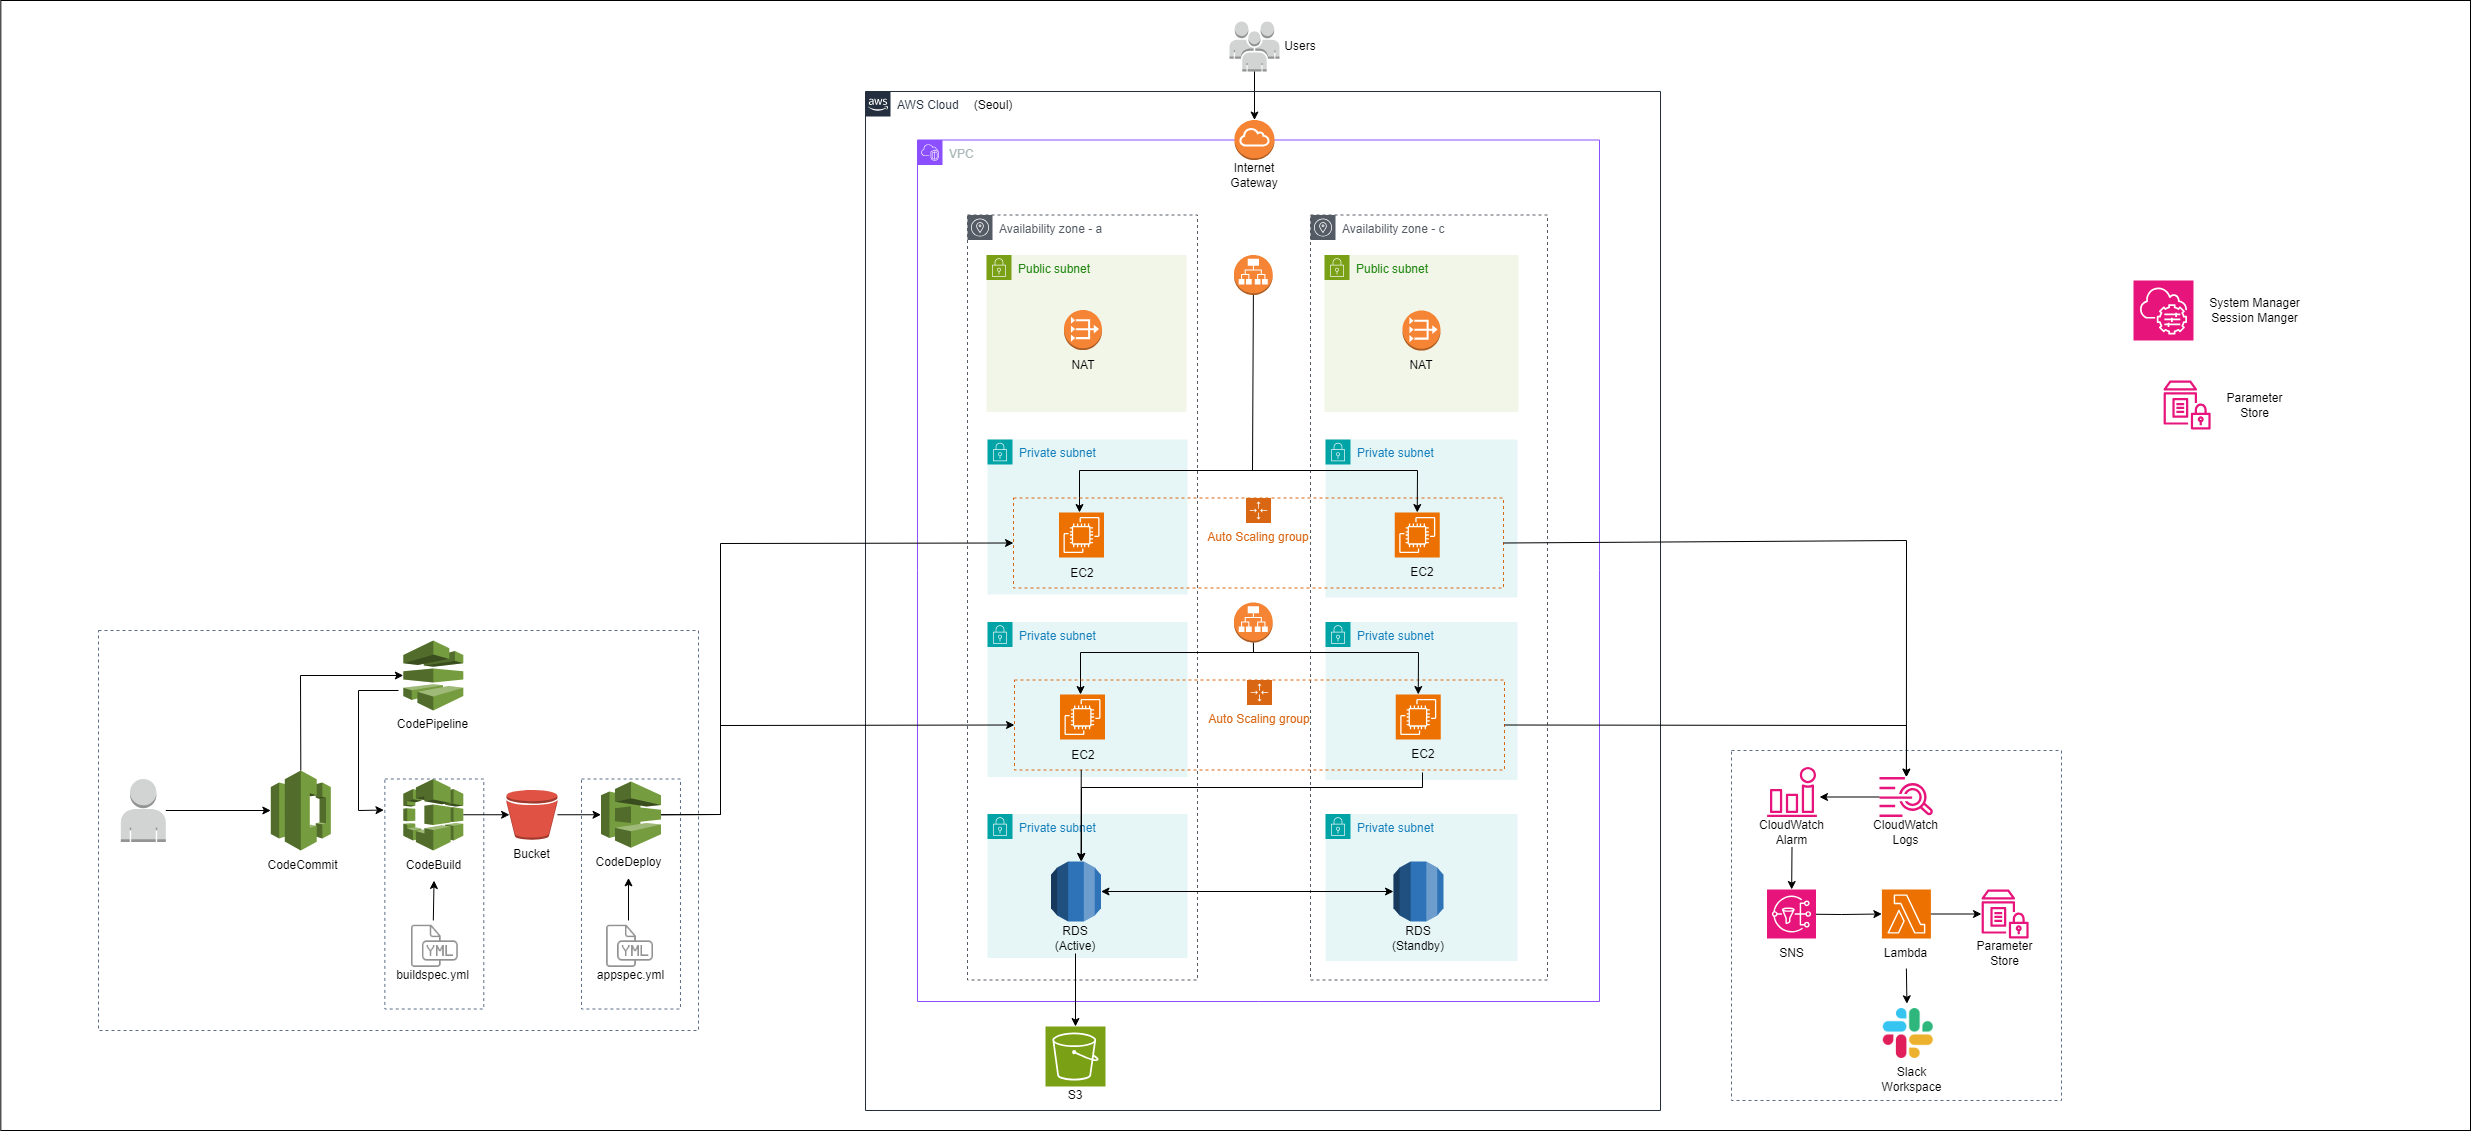 Users
aws
AWS Cloud (Seoul)
VPC
Internet
Gateway
Availability zone - a
Availability zone - c
Public subnet
Public subnet
NAT
NAT
System Manager
Session Manger
Parameter
Store
Private subnet
Private subnet
Auto Scaling group
EC2
EC2
Private subnet
Private subnet
Auto Scaling group
EC2
EC2
CodePipeline
CodeCommit
CodeBuild
Bucket
CodeDeploy
YML
buildspec.yml
YML
appspec.yml
Private subnet
Private subnet
RDS
(Active)
RDS
(Standby)
S3
CloudWatch
Alarm
CloudWatch
Logs
SNS
Lambda
Parameter
Store
Slack
Workspace